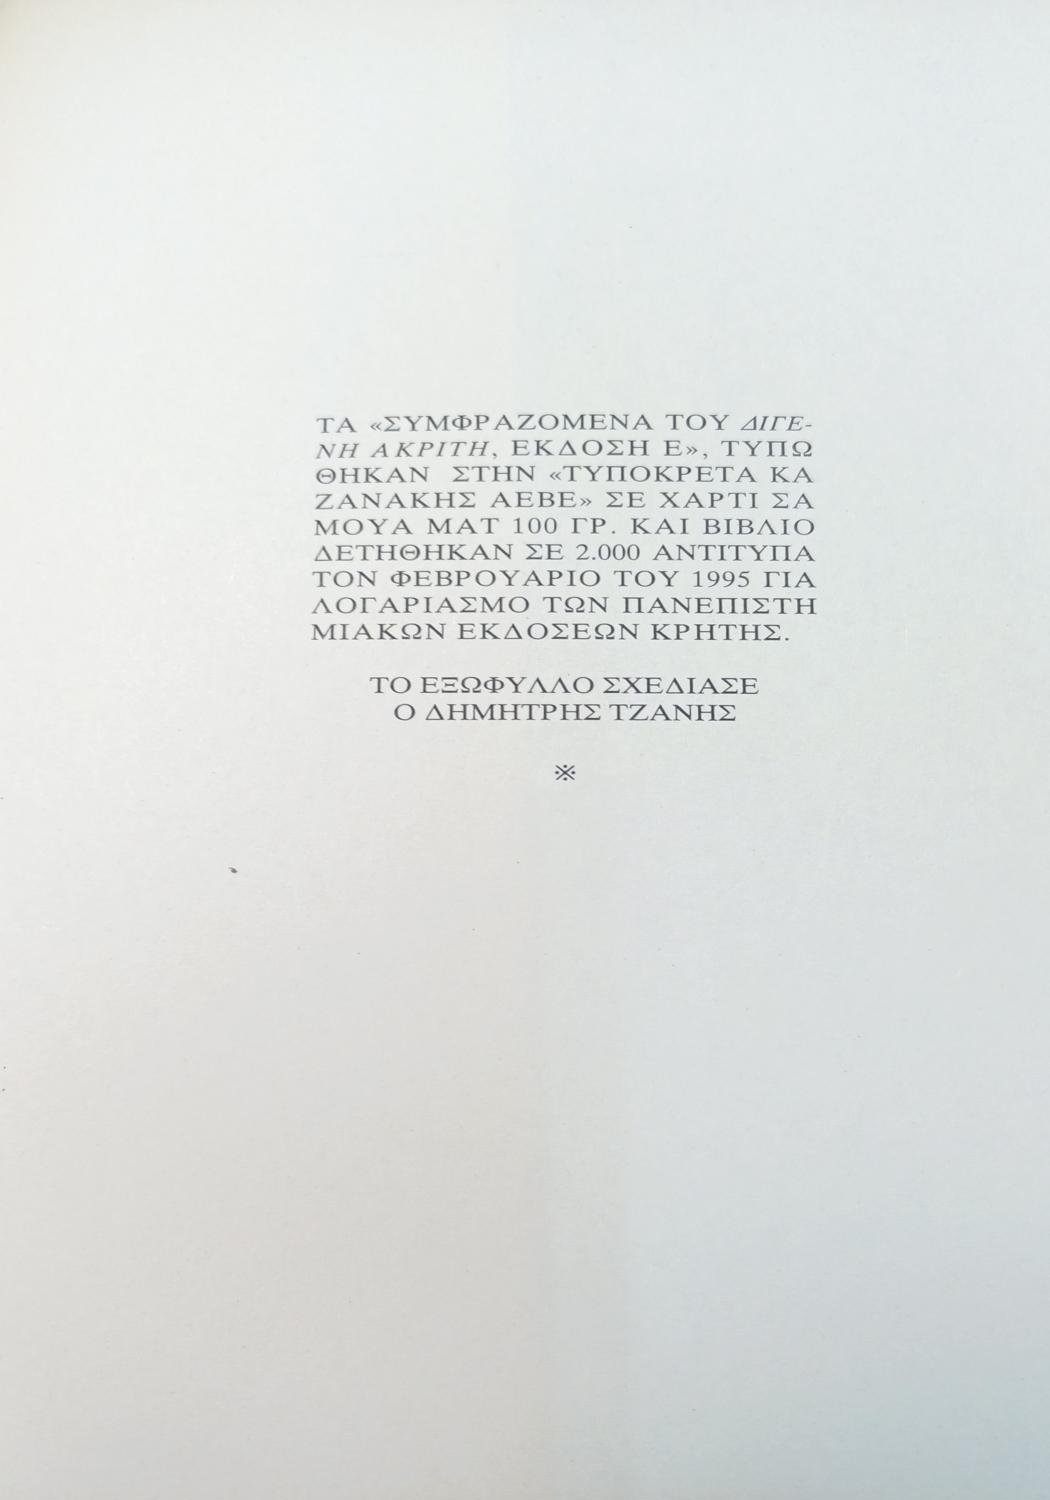 ΤΑ «ΣΥΜΦΡΑΖΟΜΕΝΑ ΤΟΥ ΔΙΓΕ-
ΝΗ ΑΚΡΙΤΗ, ΕΚΔΟΣΗ Ε», ΤΥΠΩ
ΘΗΚΑΝ ΣΤΗΝ «ΤΥΠΟΚΡΕΤΑ ΚΑ
ΖΑΝΑΚΗΣ ΑΕΒΕ» ΣΕ ΧΑΡΤΙ ΣΑ
ΜΟΥΑ ΜΑΤ 100 ΓΡ. ΚΑΙ ΒΙΒΛΙΟ
ΔΕΤΗΘΗΚΑΝ ΣΕ 2.000 ΑΝΤΙΤΥΠΑ
ΤΟΝ ΦΕΒΡΟΥΑΡΙΟ ΤΟΥ 1995 ΓΙΑ
ΛΟΓΑΡΙΑΣΜΟ ΤΩΝ ΠΑΝΕΠΙΣΤΗ
ΜΙΑΚΩΝ ΕΚΔΟΣΕΩΝ ΚΡΗΤΗΣ.
ΤΟ ΕΞΩΦΥΛΛΟ ΣΧΕΔΙΑΣΕ
Ο ΔΗΜΗΤΡΗΣ ΤΖΑΝΗΣ
※